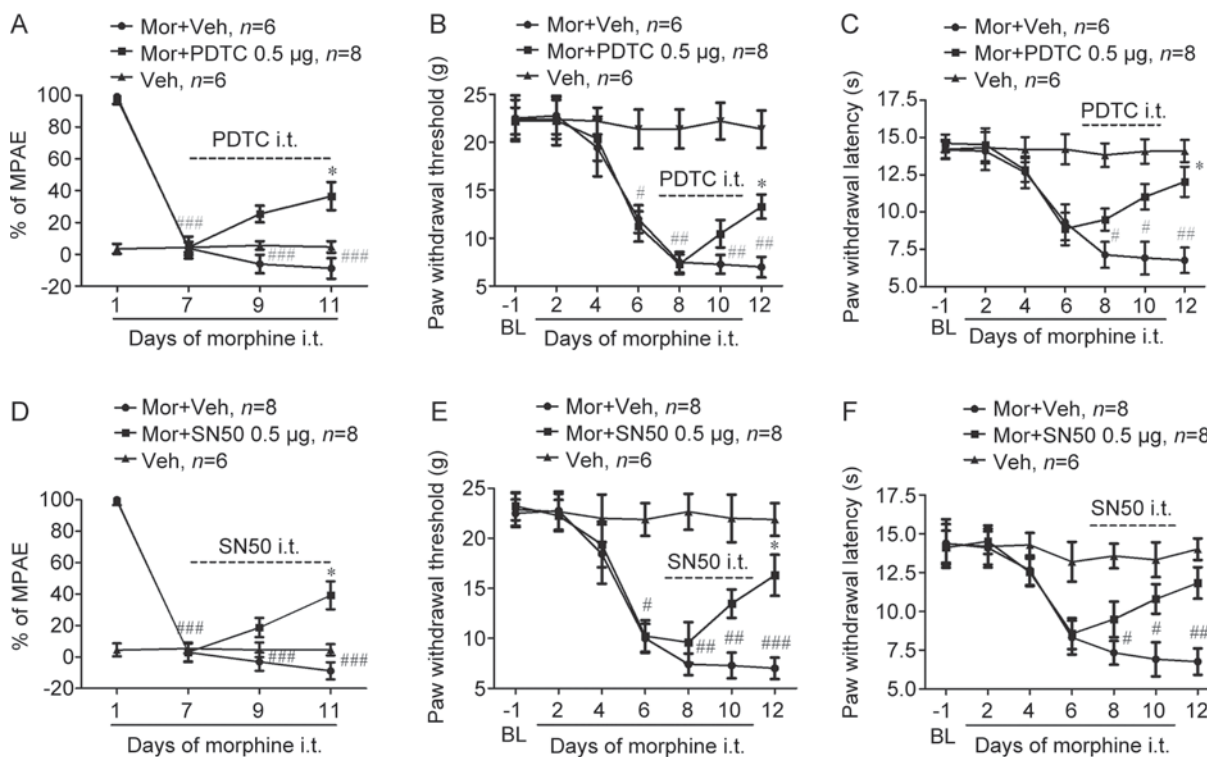 A
Mor+Veh, n=6
Mor+PDTC 0.5 µg, n=8
Veh, n=6
% of MPAE
100
80
60
40
20
0
-20
PDTC i.t.
*
###
###
###
1 7 9 11
Days of morphine i.t.
B
Mor+Veh, n=6
Mor+PDTC 0.5 µg, n=8
Veh, n=6
Paw withdrawal threshold (g)
25
20
15
10
5
PDTC i.t.
*
#
##
##
##
-1 2 4 6 8 10 12
BL
Days of morphine i.t.
C
Mor+Veh, n=6
Mor+PDTC 0.5 µg, n=8
Veh, n=6
Paw withdrawal latency (s)
17.5
15.0
12.5
10.0
7.5
5.0
PDTC i.t.
*
#
#
##
-1 2 4 6 8 10 12
BL
Days of morphine i.t.
D
Mor+Veh, n=8
Mor+SN50 0.5 µg, n=8
Veh, n=6
% of MPAE
100
80
60
40
20
0
-20
SN50 i.t.
*
###
###
###
1 7 9 11
Days of morphine i.t.
E
Mor+Veh, n=8
Mor+SN50 0.5 µg, n=8
Veh, n=6
Paw withdrawal threshold (g)
25
20
15
10
5
SN50 i.t.
*
#
##
##
###
-1 2 4 6 8 10 12
BL
Days of morphine i.t.
F
Mor+Veh, n=8
Mor+SN50 0.5 µg, n=8
Veh, n=6
Paw withdrawal latency (s)
17.5
15.0
12.5
10.0
7.5
5.0
SN50 i.t.
#
#
##
-1 2 4 6 8 10 12
BL
Days of morphine i.t.